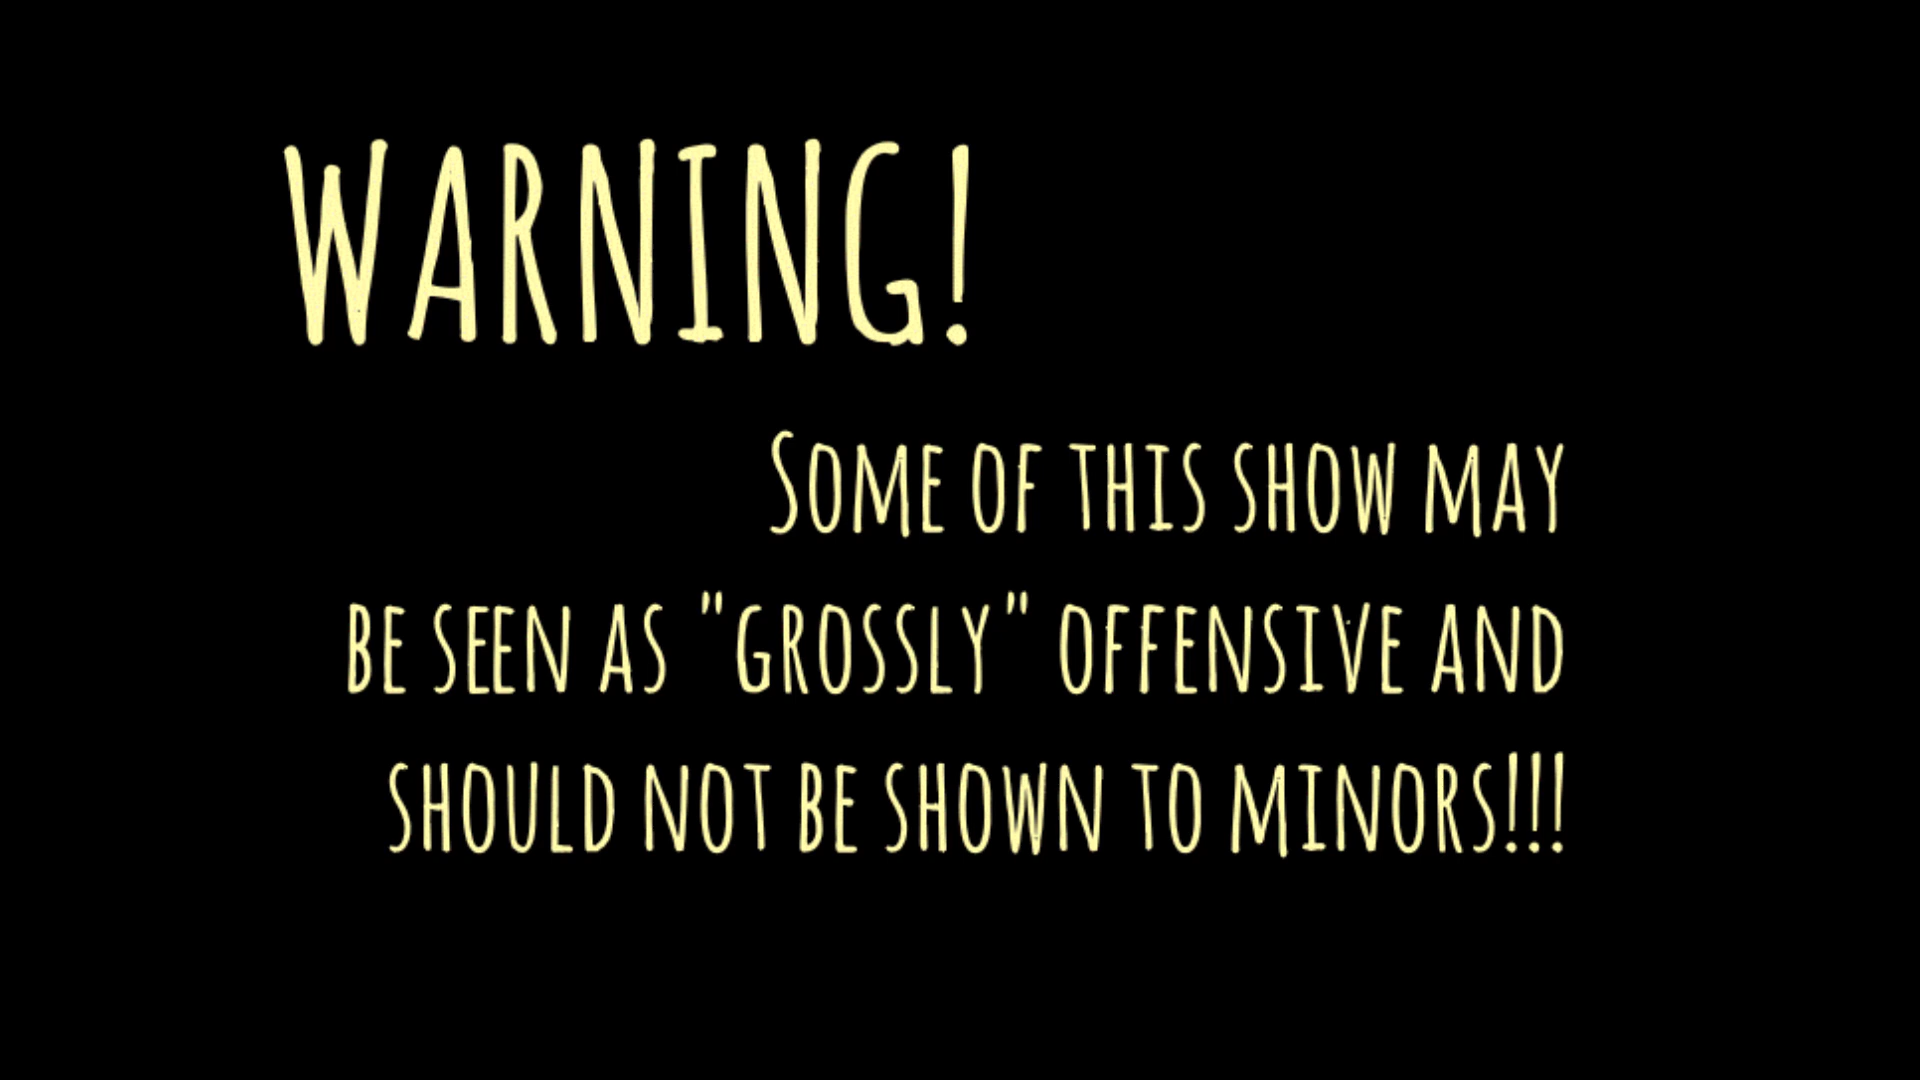 WARNING!
SOME OF THIS SHOW MAY
BE SEEN AS "GROSSLY" OFFENSIVE AND
SHOULD NOT BE SHOWN TO MINORS!!!